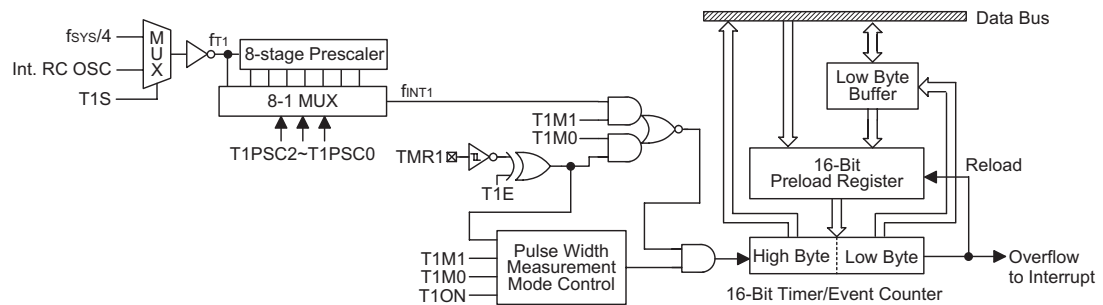 Data Bus
fSYS/4
MUX
fT1
8-stage Prescaler
Int. RC OSC
T1S
8-1 MUX
fINT1
T1PSC2~T1PSC0
Low Byte
Buffer
T1M1
T1M0
TMR1
T1E
16-Bit
Preload Register
Reload
T1M1
T1M0
T1ON
Pulse Width
Measurement
Mode Control
High Byte
Low Byte
Overflow
to Interrupt
16-Bit Timer/Event Counter